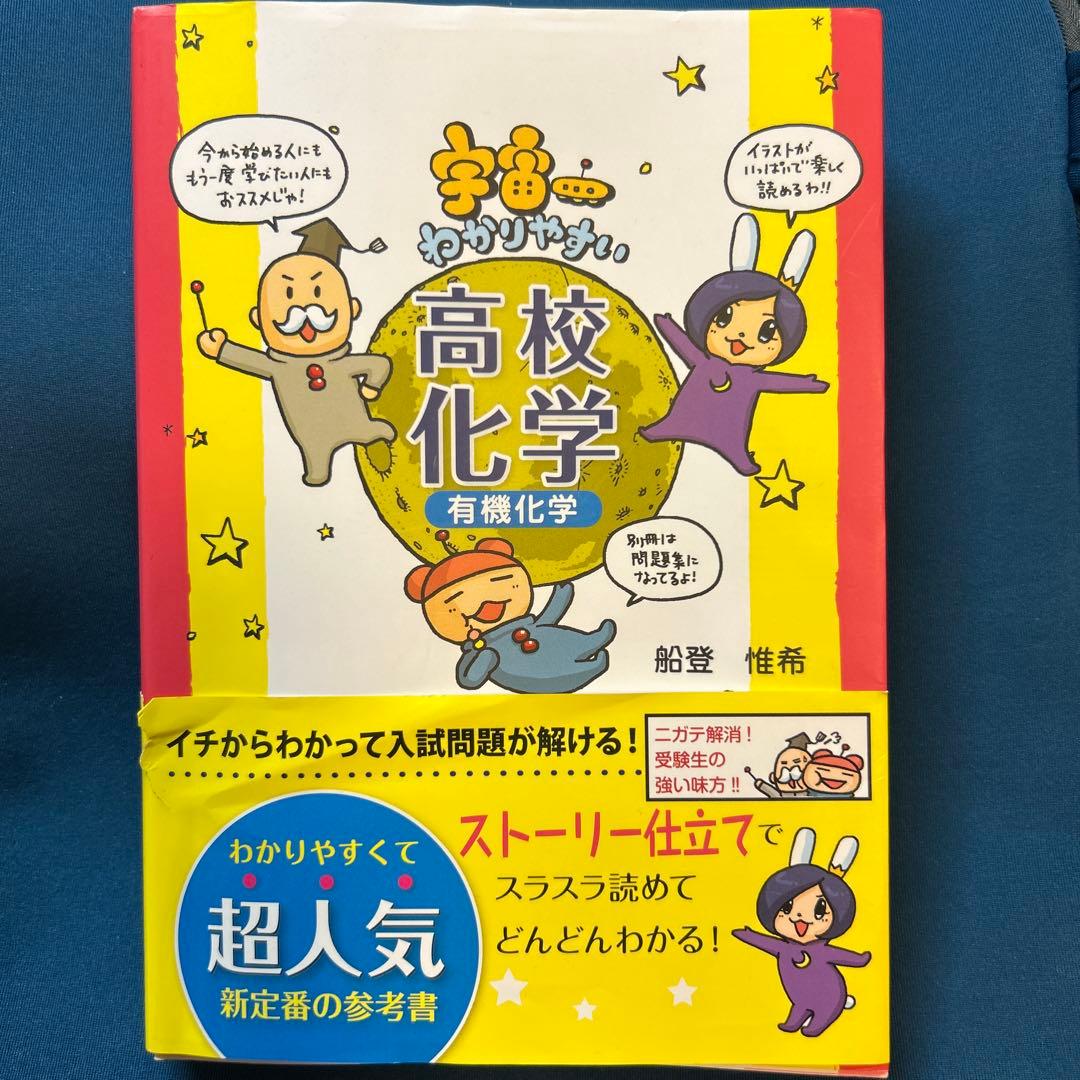 今から始める人にも
もう一度 学びたい人にも
おススメじゃ!
イラストが
いっぱいで楽しく
読めるわ!!
宇宙一
わかりやすい
高校
化学
有機化学
別冊は
問題集に
なってるよ!
船登 惟希
イチからわかって入試問題が解ける!
ニガテ解消!
受験生の
強い味方!!
わかりやすくて
超人気
新定番の参考書
ストーリー仕立てで
スラスラ読めて
どんどんわかる!